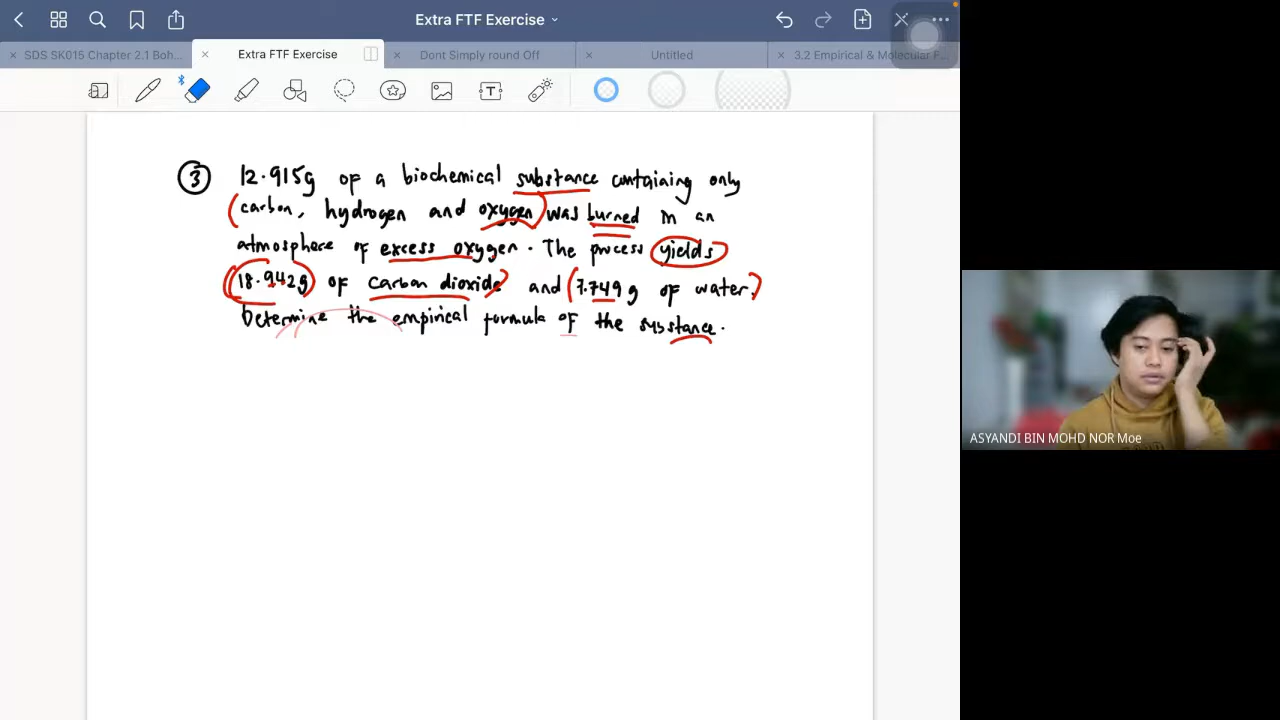 Extra FTF Exercise
SDS SK015 Chapter 2.1 Boh...
Extra FTF Exercise
Dont Simply round Off
Untitled
3.2 Empirical & Molecular F...
T
③ 12.915g of a biochemical substance containing only
carbon, hydrogen and oxygen was burned in an
atmosphere of excess oxygen. The process yields
18.942g of carbon dioxide and 7.749g of water.
Determine the empirical formula of the substance.
ASYANDI BIN MOHD NOR Moe